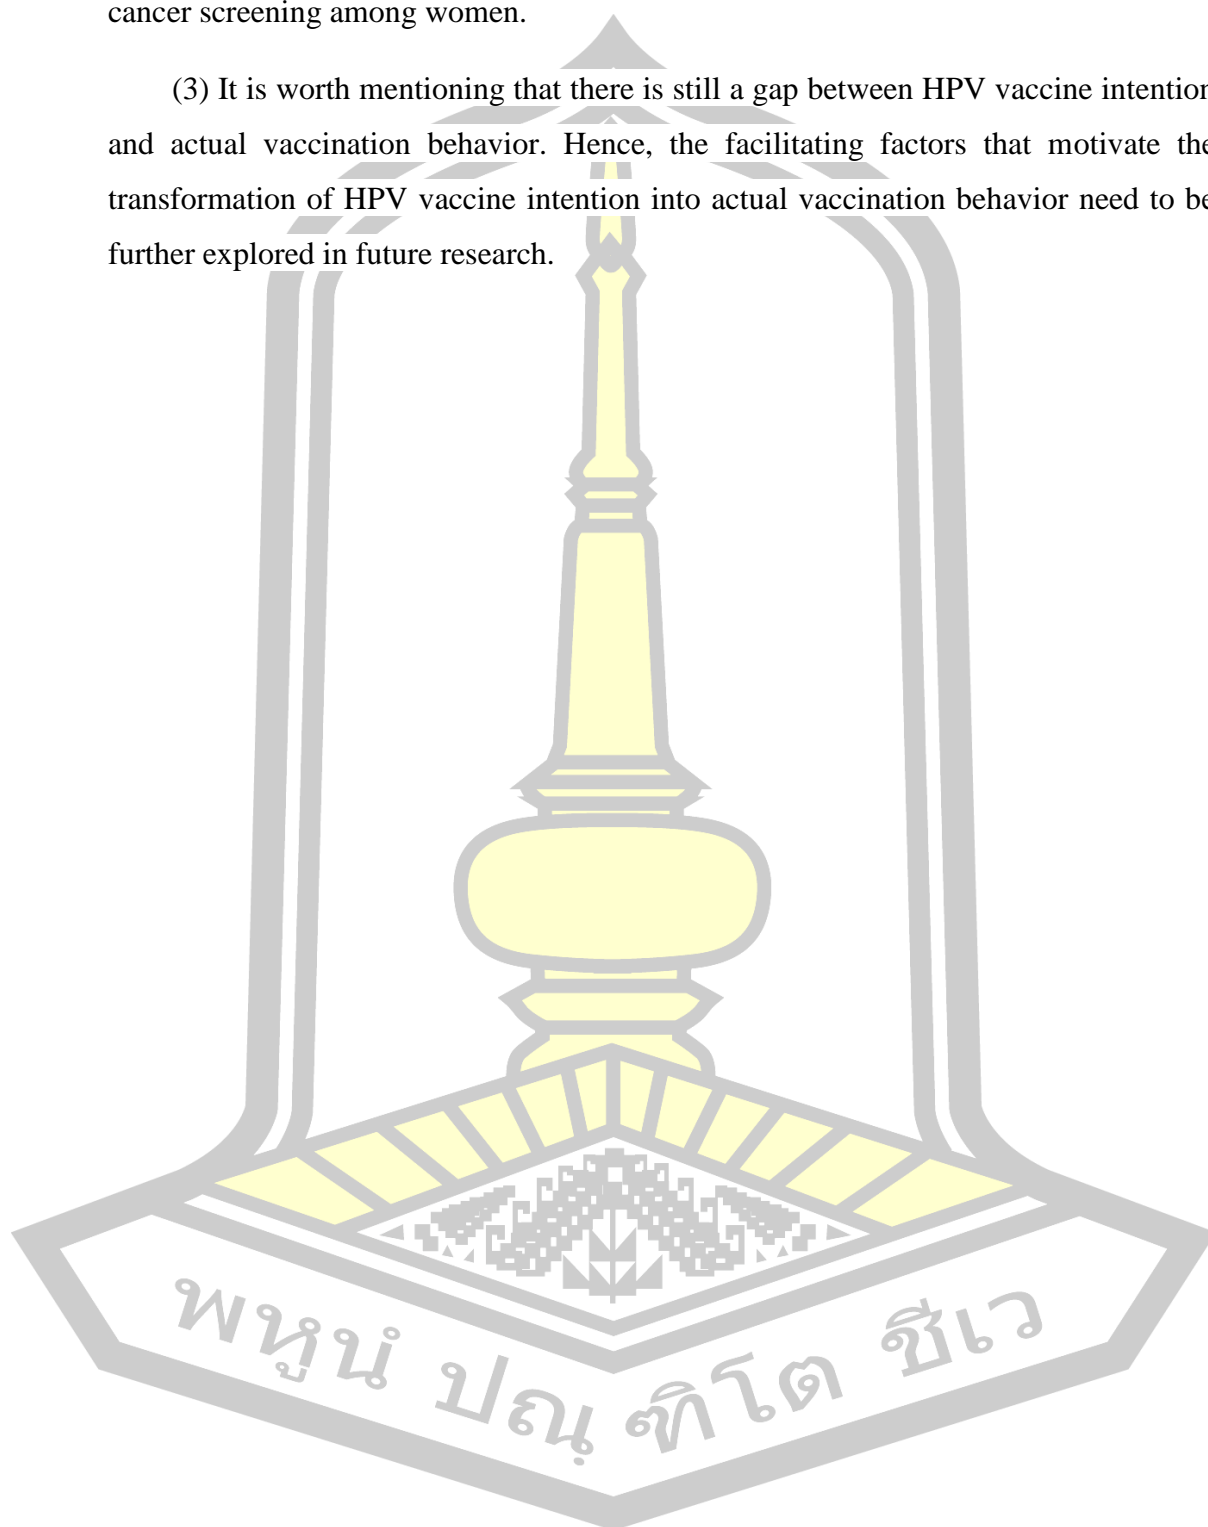 cancer screening among women.
(3) It is worth mentioning that there is still a gap between HPV vaccine intention
and actual vaccination behavior. Hence, the facilitating factors that motivate the
transformation of HPV vaccine intention into actual vaccination behavior need to be
further explored in future research.
พหูนํ ปณฺฑิโต ชีเว